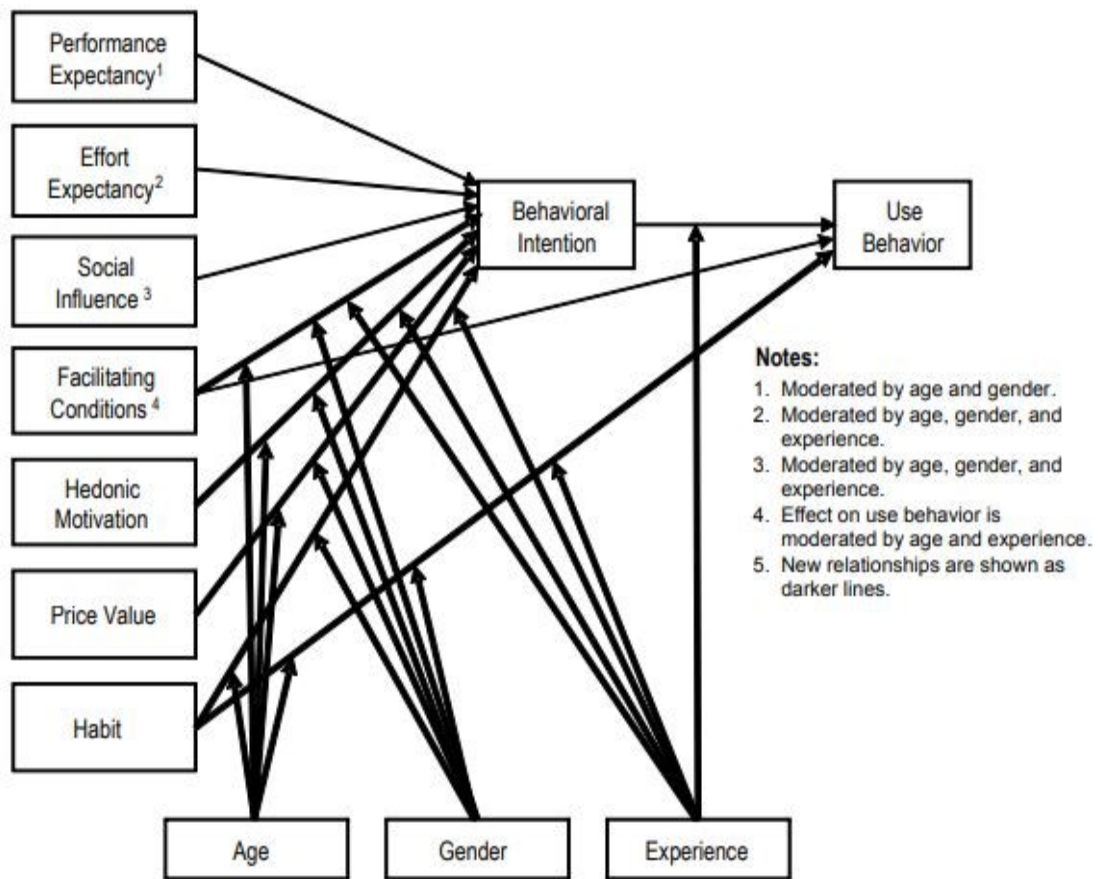 Performance
Expectancy¹
Effort
Expectancy²
Social
Influence ³
Facilitating
Conditions ⁴
Hedonic
Motivation
Price Value
Habit
Behavioral
Intention
Use
Behavior
Notes:
1. Moderated by age and gender.
2. Moderated by age, gender, and
experience.
3. Moderated by age, gender, and
experience.
4. Effect on use behavior is
moderated by age and experience.
5. New relationships are shown as
darker lines.
Age
Gender
Experience